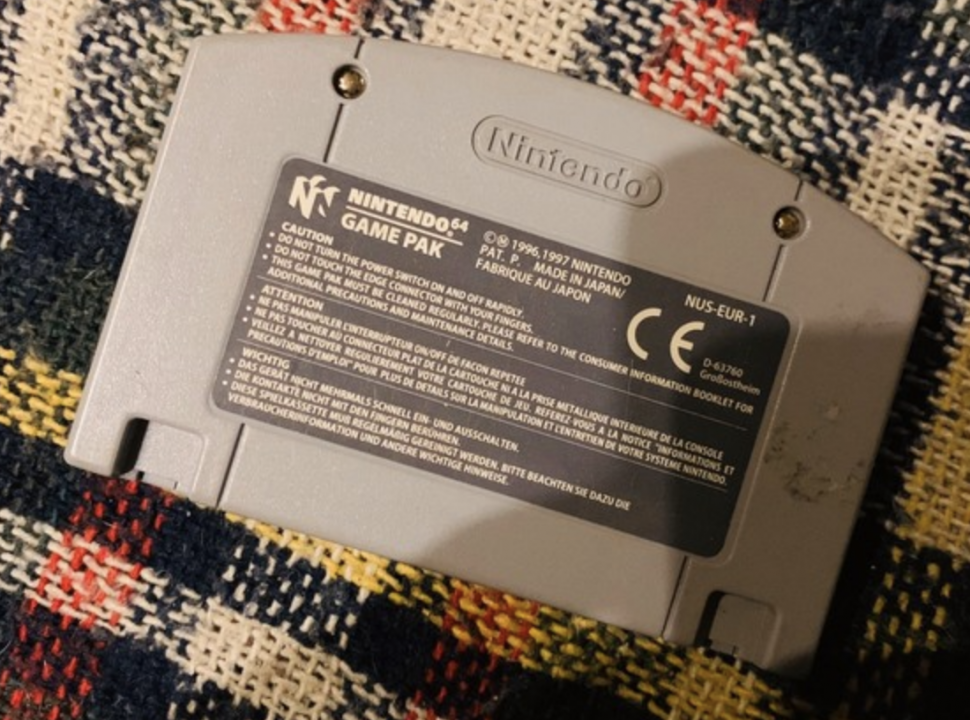 Nintendo®
NINTENDO®64
GAME PAK
©Ⓜ 1996,1997 NINTENDO
PAT. P. MADE IN JAPAN/
FABRIQUE AU JAPON
NUS-EUR-1
CE
D-63760
Großostheim
CAUTION
• DO NOT TURN THE POWER SWITCH ON AND OFF RAPIDLY.
• DO NOT TOUCH THE EDGE CONNECTOR WITH YOUR FINGERS.
• THIS GAME PAK MUST BE CLEANED REGULARLY, PLEASE REFER TO THE CONSUMER INFORMATION BOOKLET FOR
ADDITIONAL PRECAUTIONS AND MAINTENANCE DETAILS.
ATTENTION
• NE PAS MANIPULER L'INTERRUPTEUR ON/OFF DE FACON REPETEE
• NE PAS TOUCHER AU CONNECTEUR PLAT DE LA CARTOUCHE NI A LA PRISE METALLIQUE INTERIEURE DE LA CONSOLE
VEILLEZ A NETTOYER REGULIEREMENT VOTRE CARTOUCHE DE JEU. REFEREZ-VOUS A LA NOTICE "INFORMATIONS ET
PRECAUTIONS D'EMPLOI" POUR PLUS DE DETAILS SUR LA MANIPULATION ET L'ENTRETIEN DE VOTRE SYSTEME NINTENDO.
WICHTIG
• DAS GERÄT NICHT MEHRMALS SCHNELL EIN- UND AUSSCHALTEN.
• DIE KONTAKTE NICHT MIT DEN FINGERN BERÜHREN.
• DIESE SPIELKASSETTE MUß REGELMÄßIG GEREINIGT WERDEN. BITTE BEACHTEN SIE DAZU DIE
VERBRAUCHERINFORMATION UND ANDERE WICHTIGE HINWEISE.